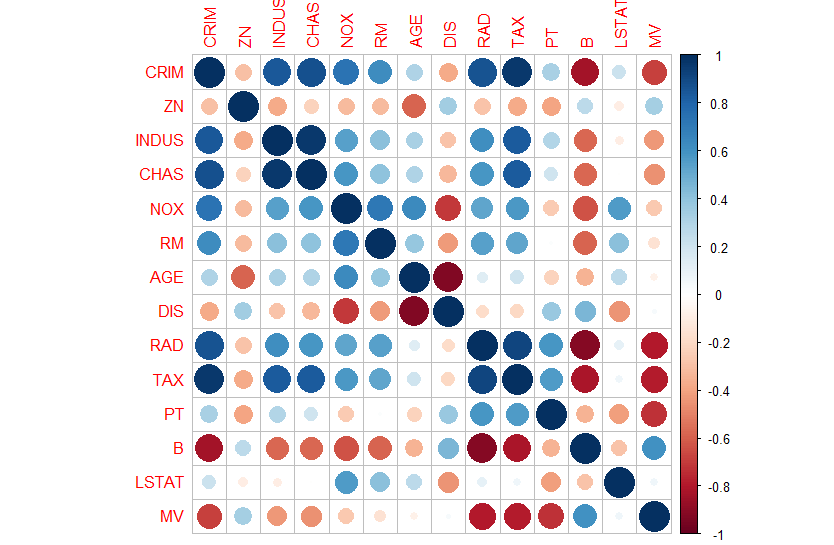 CRIM
ZN
INDUS
CHAS
NOX
RM
AGE
DIS
RAD
TAX
PT
B
LSTAT
MV
CRIM
ZN
INDUS
CHAS
NOX
RM
AGE
DIS
RAD
TAX
PT
B
LSTAT
MV
1
0.8
0.6
0.4
0.2
0
-0.2
-0.4
-0.6
-0.8
-1